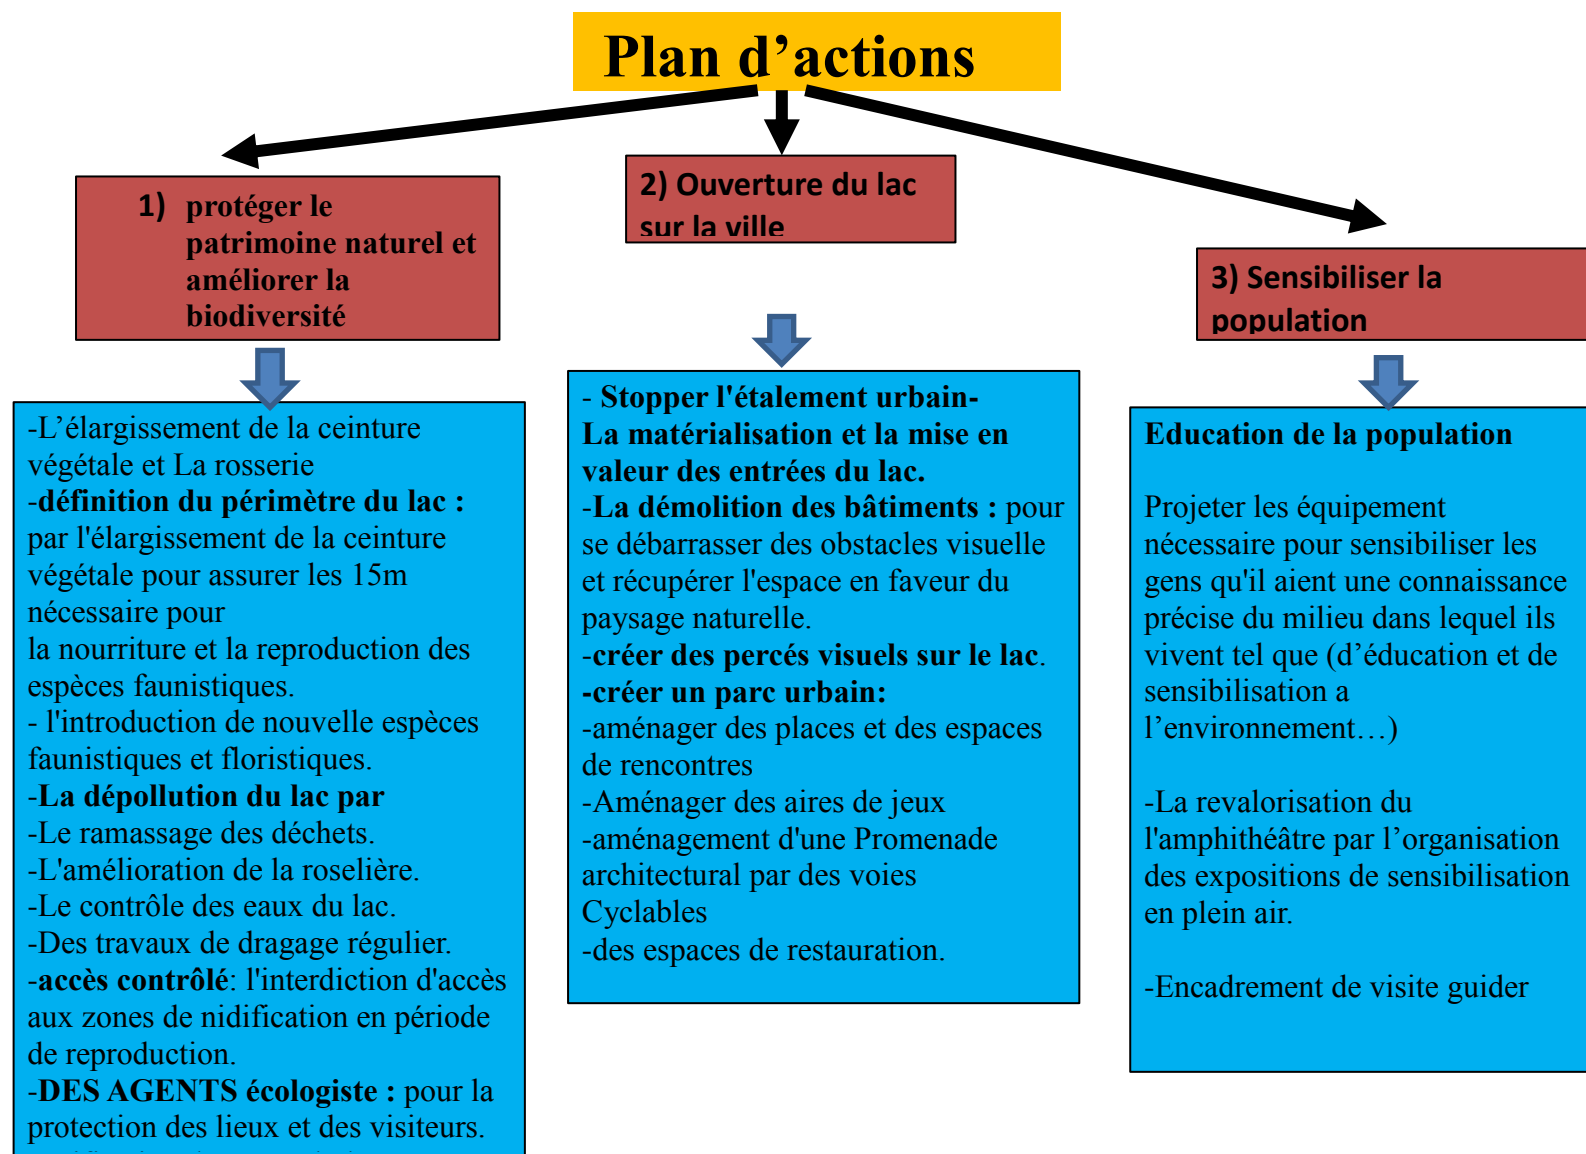 Plan d’actions
1) protéger le
patrimoine naturel et
améliorer la
biodiversité
2) Ouverture du lac
sur la ville
3) Sensibiliser la
population
-L’élargissement de la ceinture
végétale et La rosserie
-définition du périmètre du lac :
par l'élargissement de la ceinture
végétale pour assurer les 15m
nécessaire pour
la nourriture et la reproduction des
espèces faunistiques.
- l'introduction de nouvelle espèces
faunistiques et floristiques.
-La dépollution du lac par
-Le ramassage des déchets.
-L'amélioration de la roselière.
-Le contrôle des eaux du lac.
-Des travaux de dragage régulier.
-accès contrôlé: l'interdiction d'accès
aux zones de nidification en période
de reproduction.
-DES AGENTS écologiste : pour la
protection des lieux et des visiteurs.
- Stopper l'étalement urbain-
La matérialisation et la mise en
valeur des entrées du lac.
-La démolition des bâtiments : pour
se débarrasser des obstacles visuelle
et récupérer l'espace en faveur du
paysage naturelle.
-créer des percés visuels sur le lac.
-créer un parc urbain:
-aménager des places et des espaces
de rencontres
-Aménager des aires de jeux
-aménagement d'une Promenade
architectural par des voies
Cyclables
-des espaces de restauration.
Education de la population
Projeter les équipement
nécessaire pour sensibiliser les
gens qu'il aient une connaissance
précise du milieu dans lequel ils
vivent tel que (d’éducation et de
sensibilisation a
l’environnement…)
-La revalorisation du
l'amphithéâtre par l’organisation
des expositions de sensibilisation
en plein air.
-Encadrement de visite guider